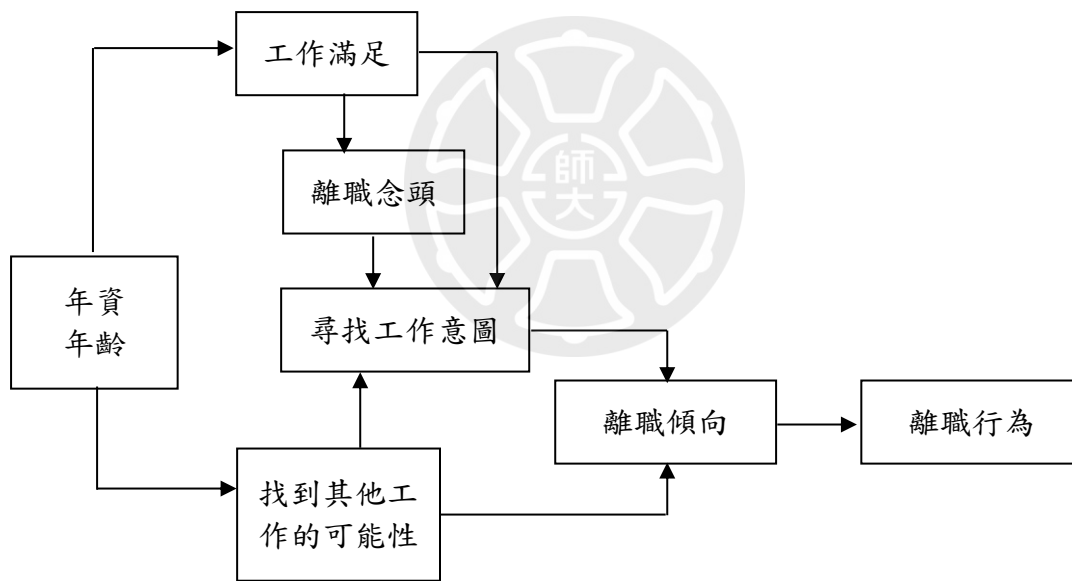 工作滿足
師大
離職念頭
年資
年齡
尋找工作意圖
離職傾向
離職行為
找到其他工
作的可能性